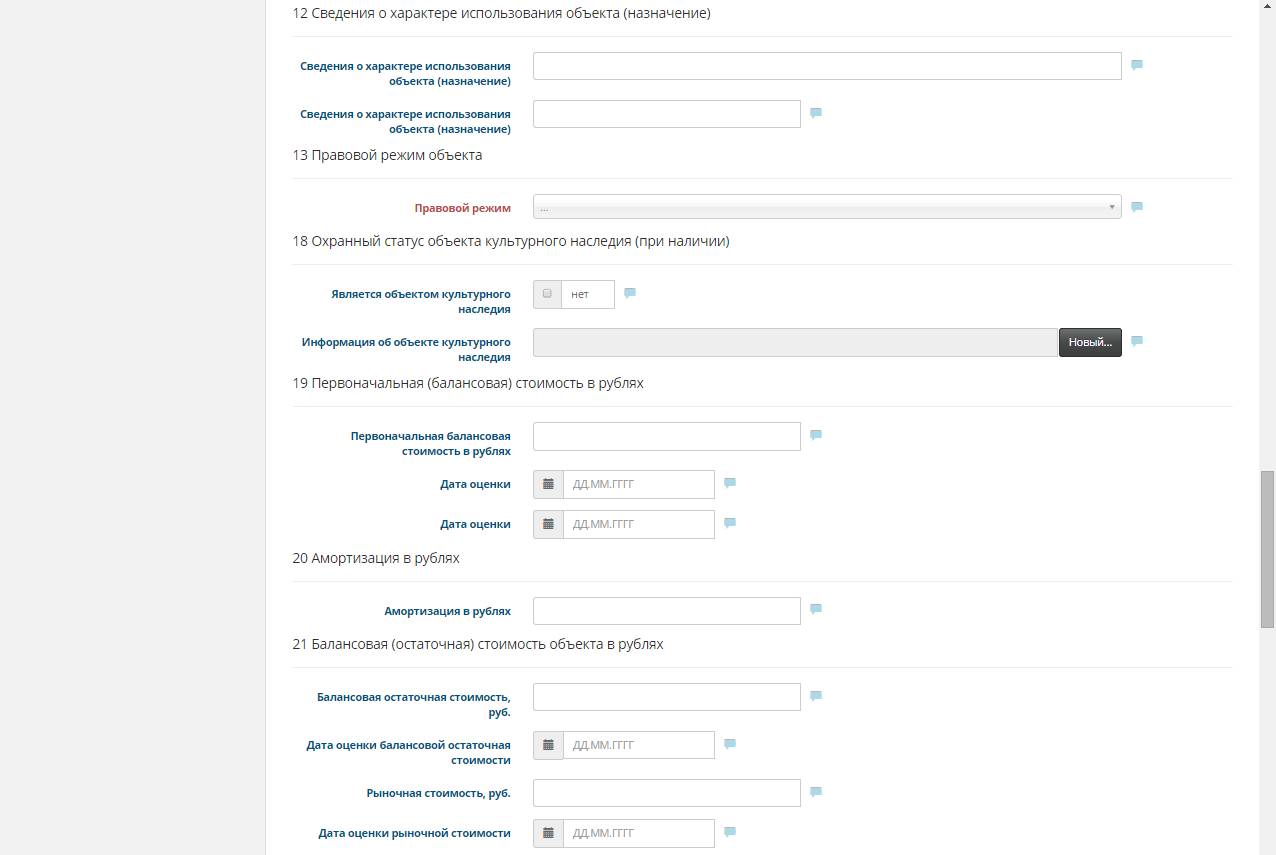 12 Сведения о характере использования объекта (назначение)
Сведения о характере использования
объекта (назначение)
Сведения о характере использования
объекта (назначение)
13 Правовой режим объекта
Правовой режим
...
18 Охранный статус объекта культурного наследия (при наличии)
Является объектом культурного
наследия
нет
Информация об объекте культурного
наследия
Новый...
19 Первоначальная (балансовая) стоимость в рублях
Первоначальная балансовая
стоимость в рублях
Дата оценки
ДД.ММ.ГГГГ
Дата оценки
ДД.ММ.ГГГГ
20 Амортизация в рублях
Амортизация в рублях
21 Балансовая (остаточная) стоимость объекта в рублях
Балансовая остаточная стоимость,
руб.
Дата оценки балансовой остаточная
стоимости
ДД.ММ.ГГГГ
Рыночная стоимость, руб.
Дата оценки рыночной стоимости
ДД.ММ.ГГГГ